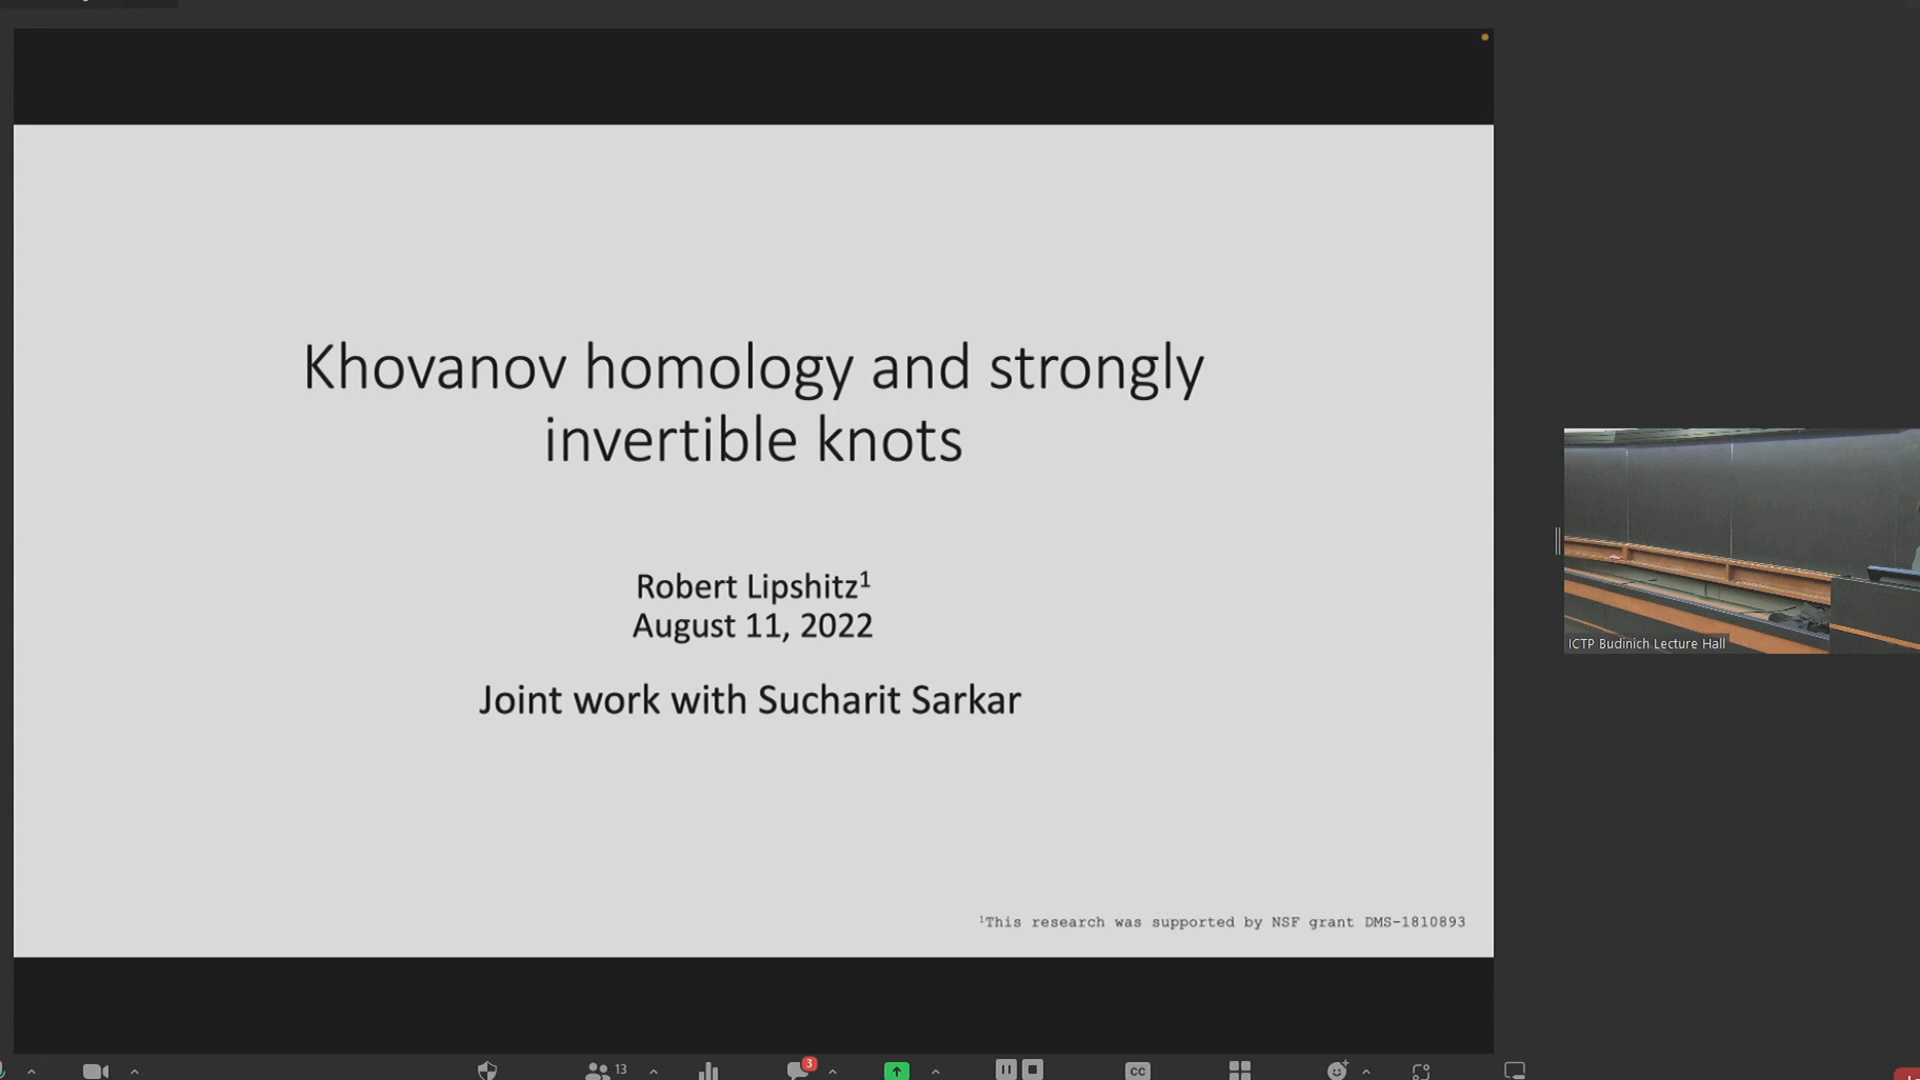 Khovanov homology and strongly
invertible knots
Robert Lipshitz¹
August 11, 2022
Joint work with Sucharit Sarkar
¹This research was supported by NSF grant DMS-1810893
ICTP Budinich Lecture Hall
13
3
CC